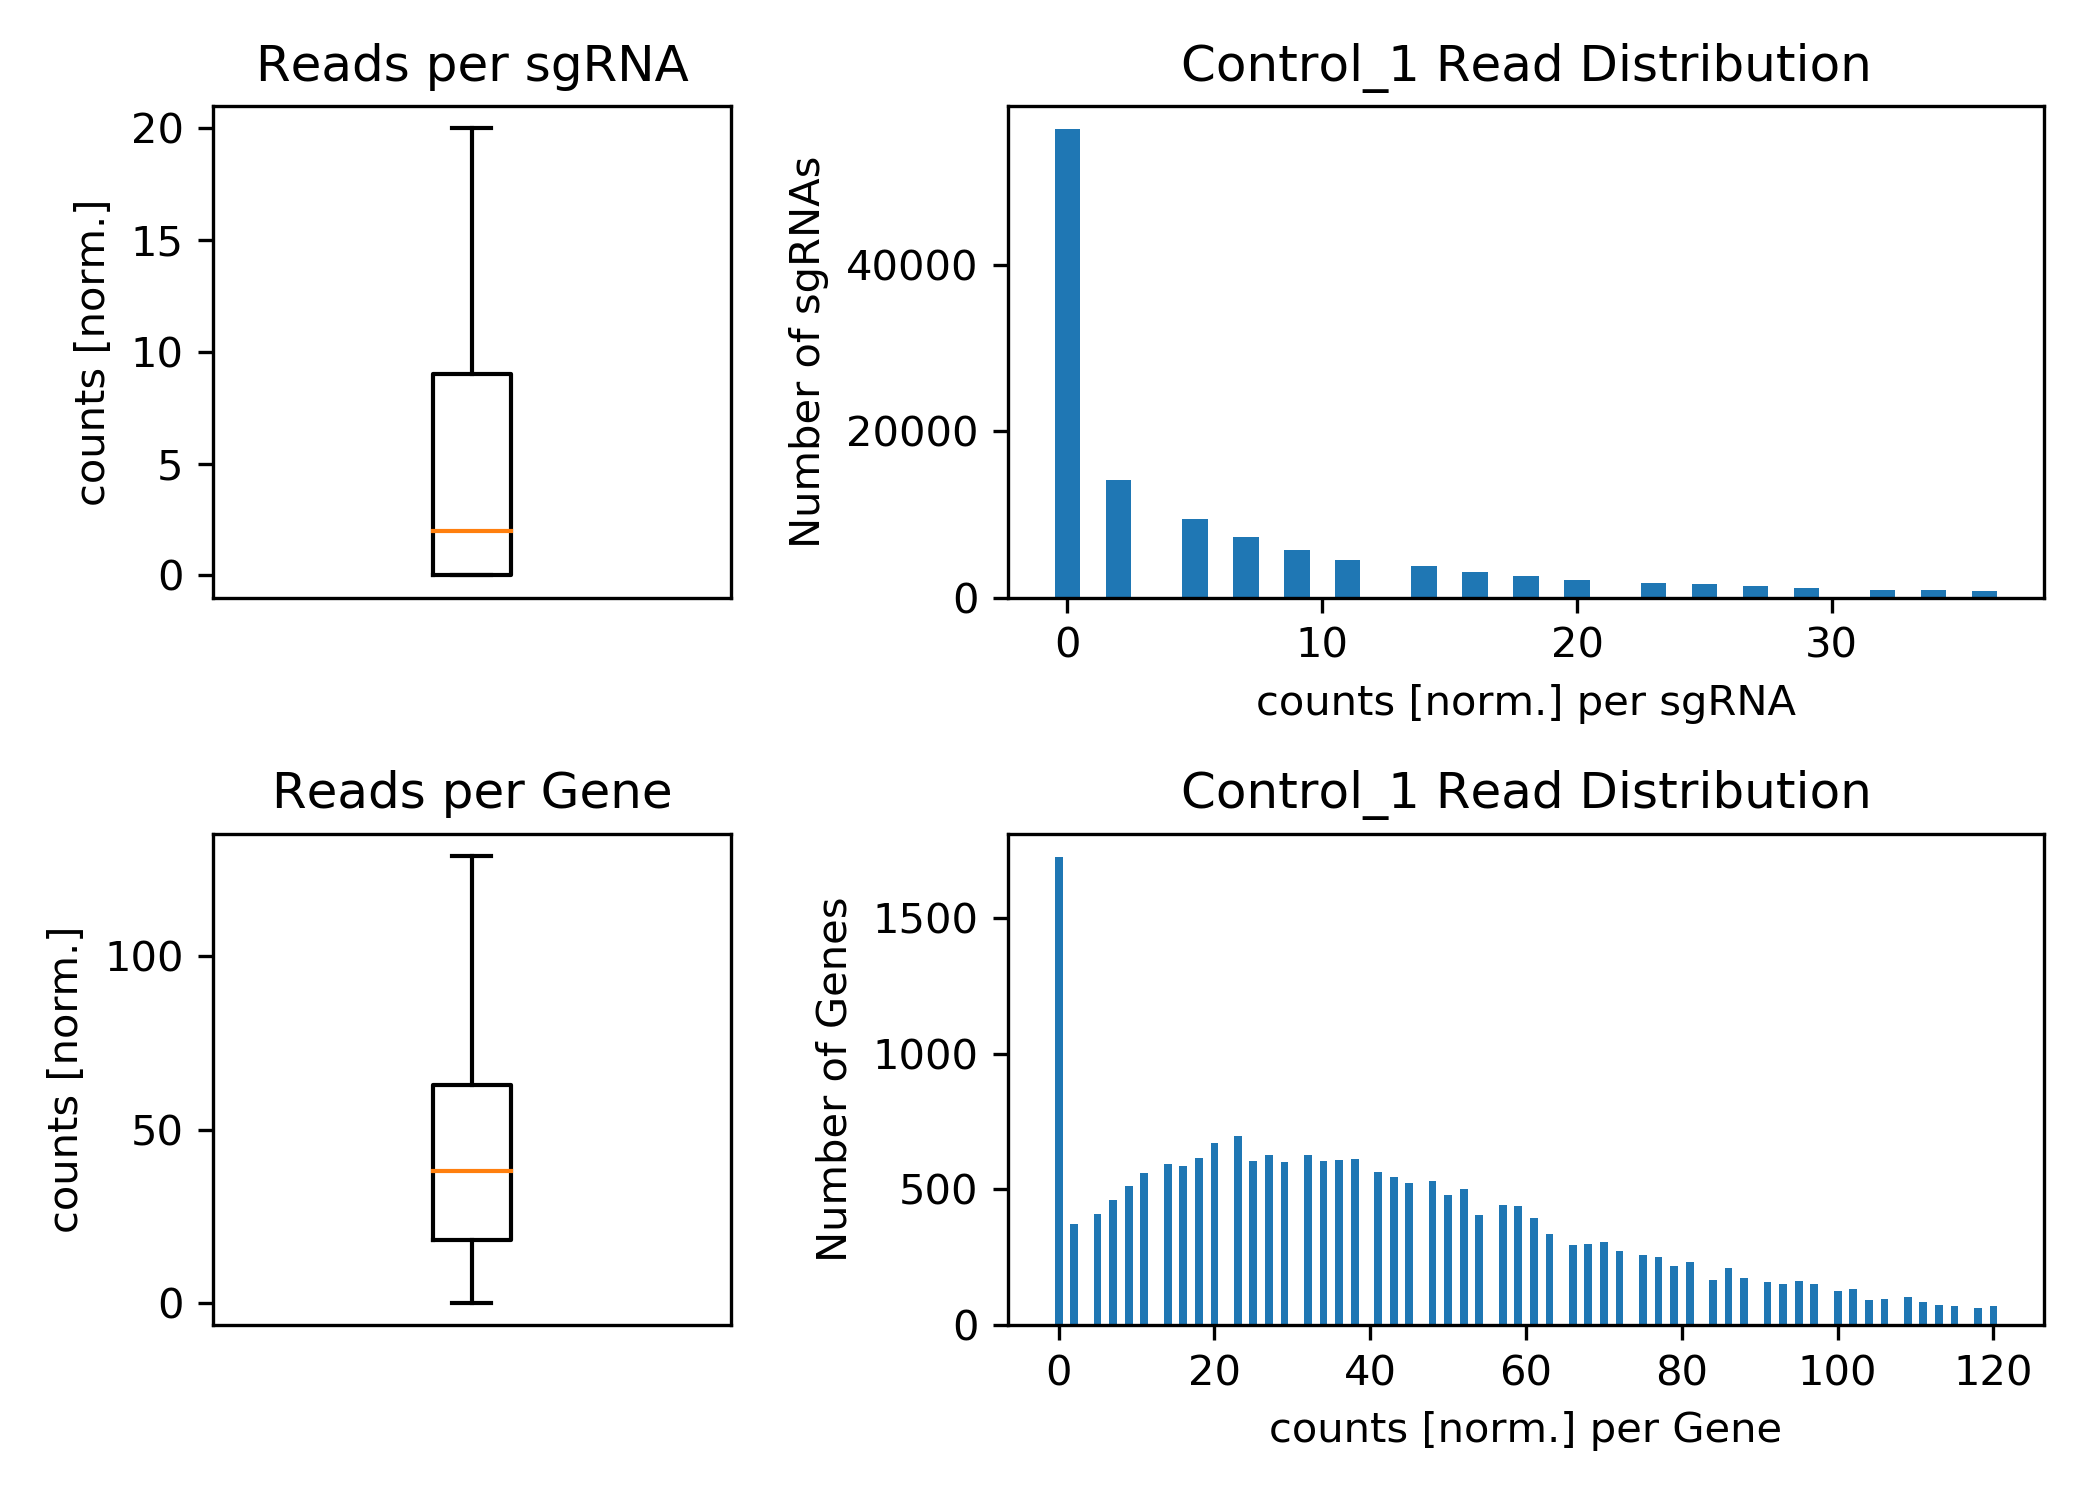 Reads per sgRNA
counts [norm.]
20
15
10
5
0
Control_1 Read Distribution
Number of sgRNAs
40000
20000
0
0 10 20 30
counts [norm.] per sgRNA
Reads per Gene
counts [norm.]
100
50
0
Control_1 Read Distribution
Number of Genes
1500
1000
500
0
0 20 40 60 80 100 120
counts [norm.] per Gene